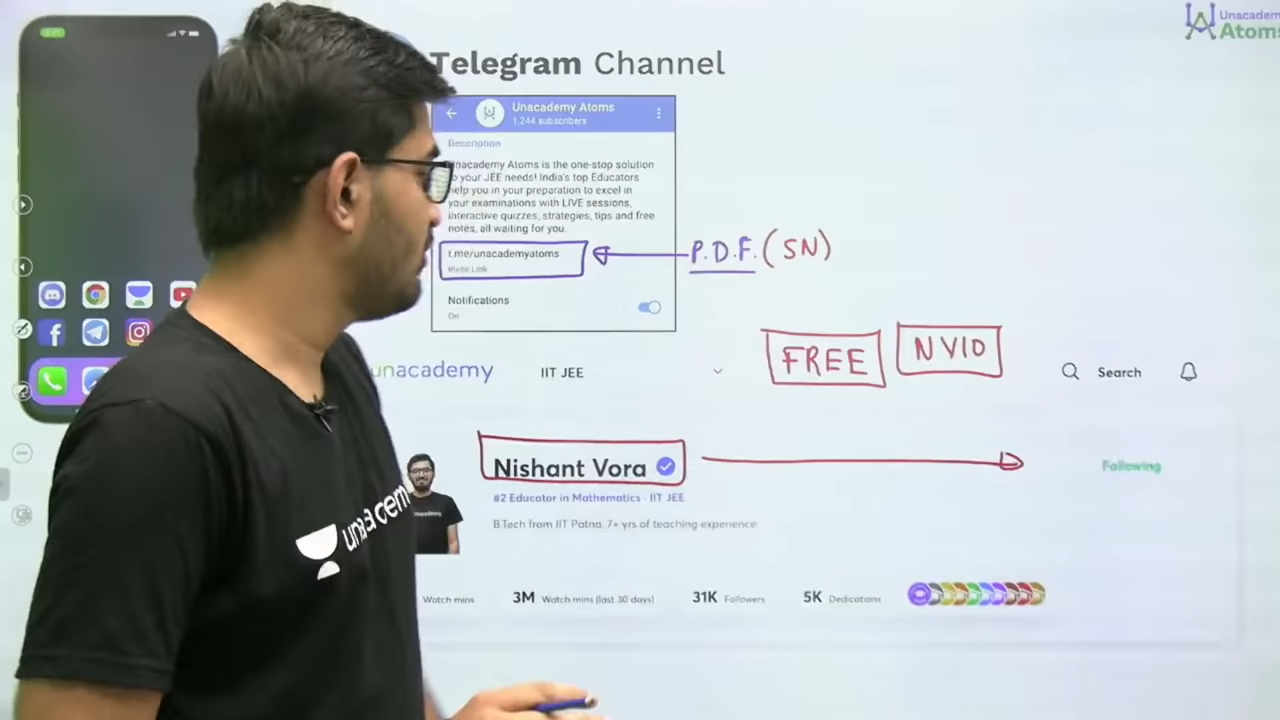 Unacademy
Atoms
Telegram Channel
Unacademy Atoms
1,244 subscribers
Description
Unacademy Atoms is the one-stop solution
to your JEE needs! India's top Educators
help you in your preparation to excel in
your examinations with LIVE sessions,
interactive quizzes, strategies, tips and free
notes, all waiting for you.
t.me/unacademyatoms
Invite Link
P.D.F. (SN)
Notifications
On
FREE
NVIO
unacademy
IIT JEE
Search
Nishant Vora
Following
#2 Educator in Mathematics - IIT JEE
B.Tech from IIT Patna, 7+ yrs of teaching experience
unacadem
Watch mins
3M Watch mins (last 30 days)
31K Followers
5K Dedications